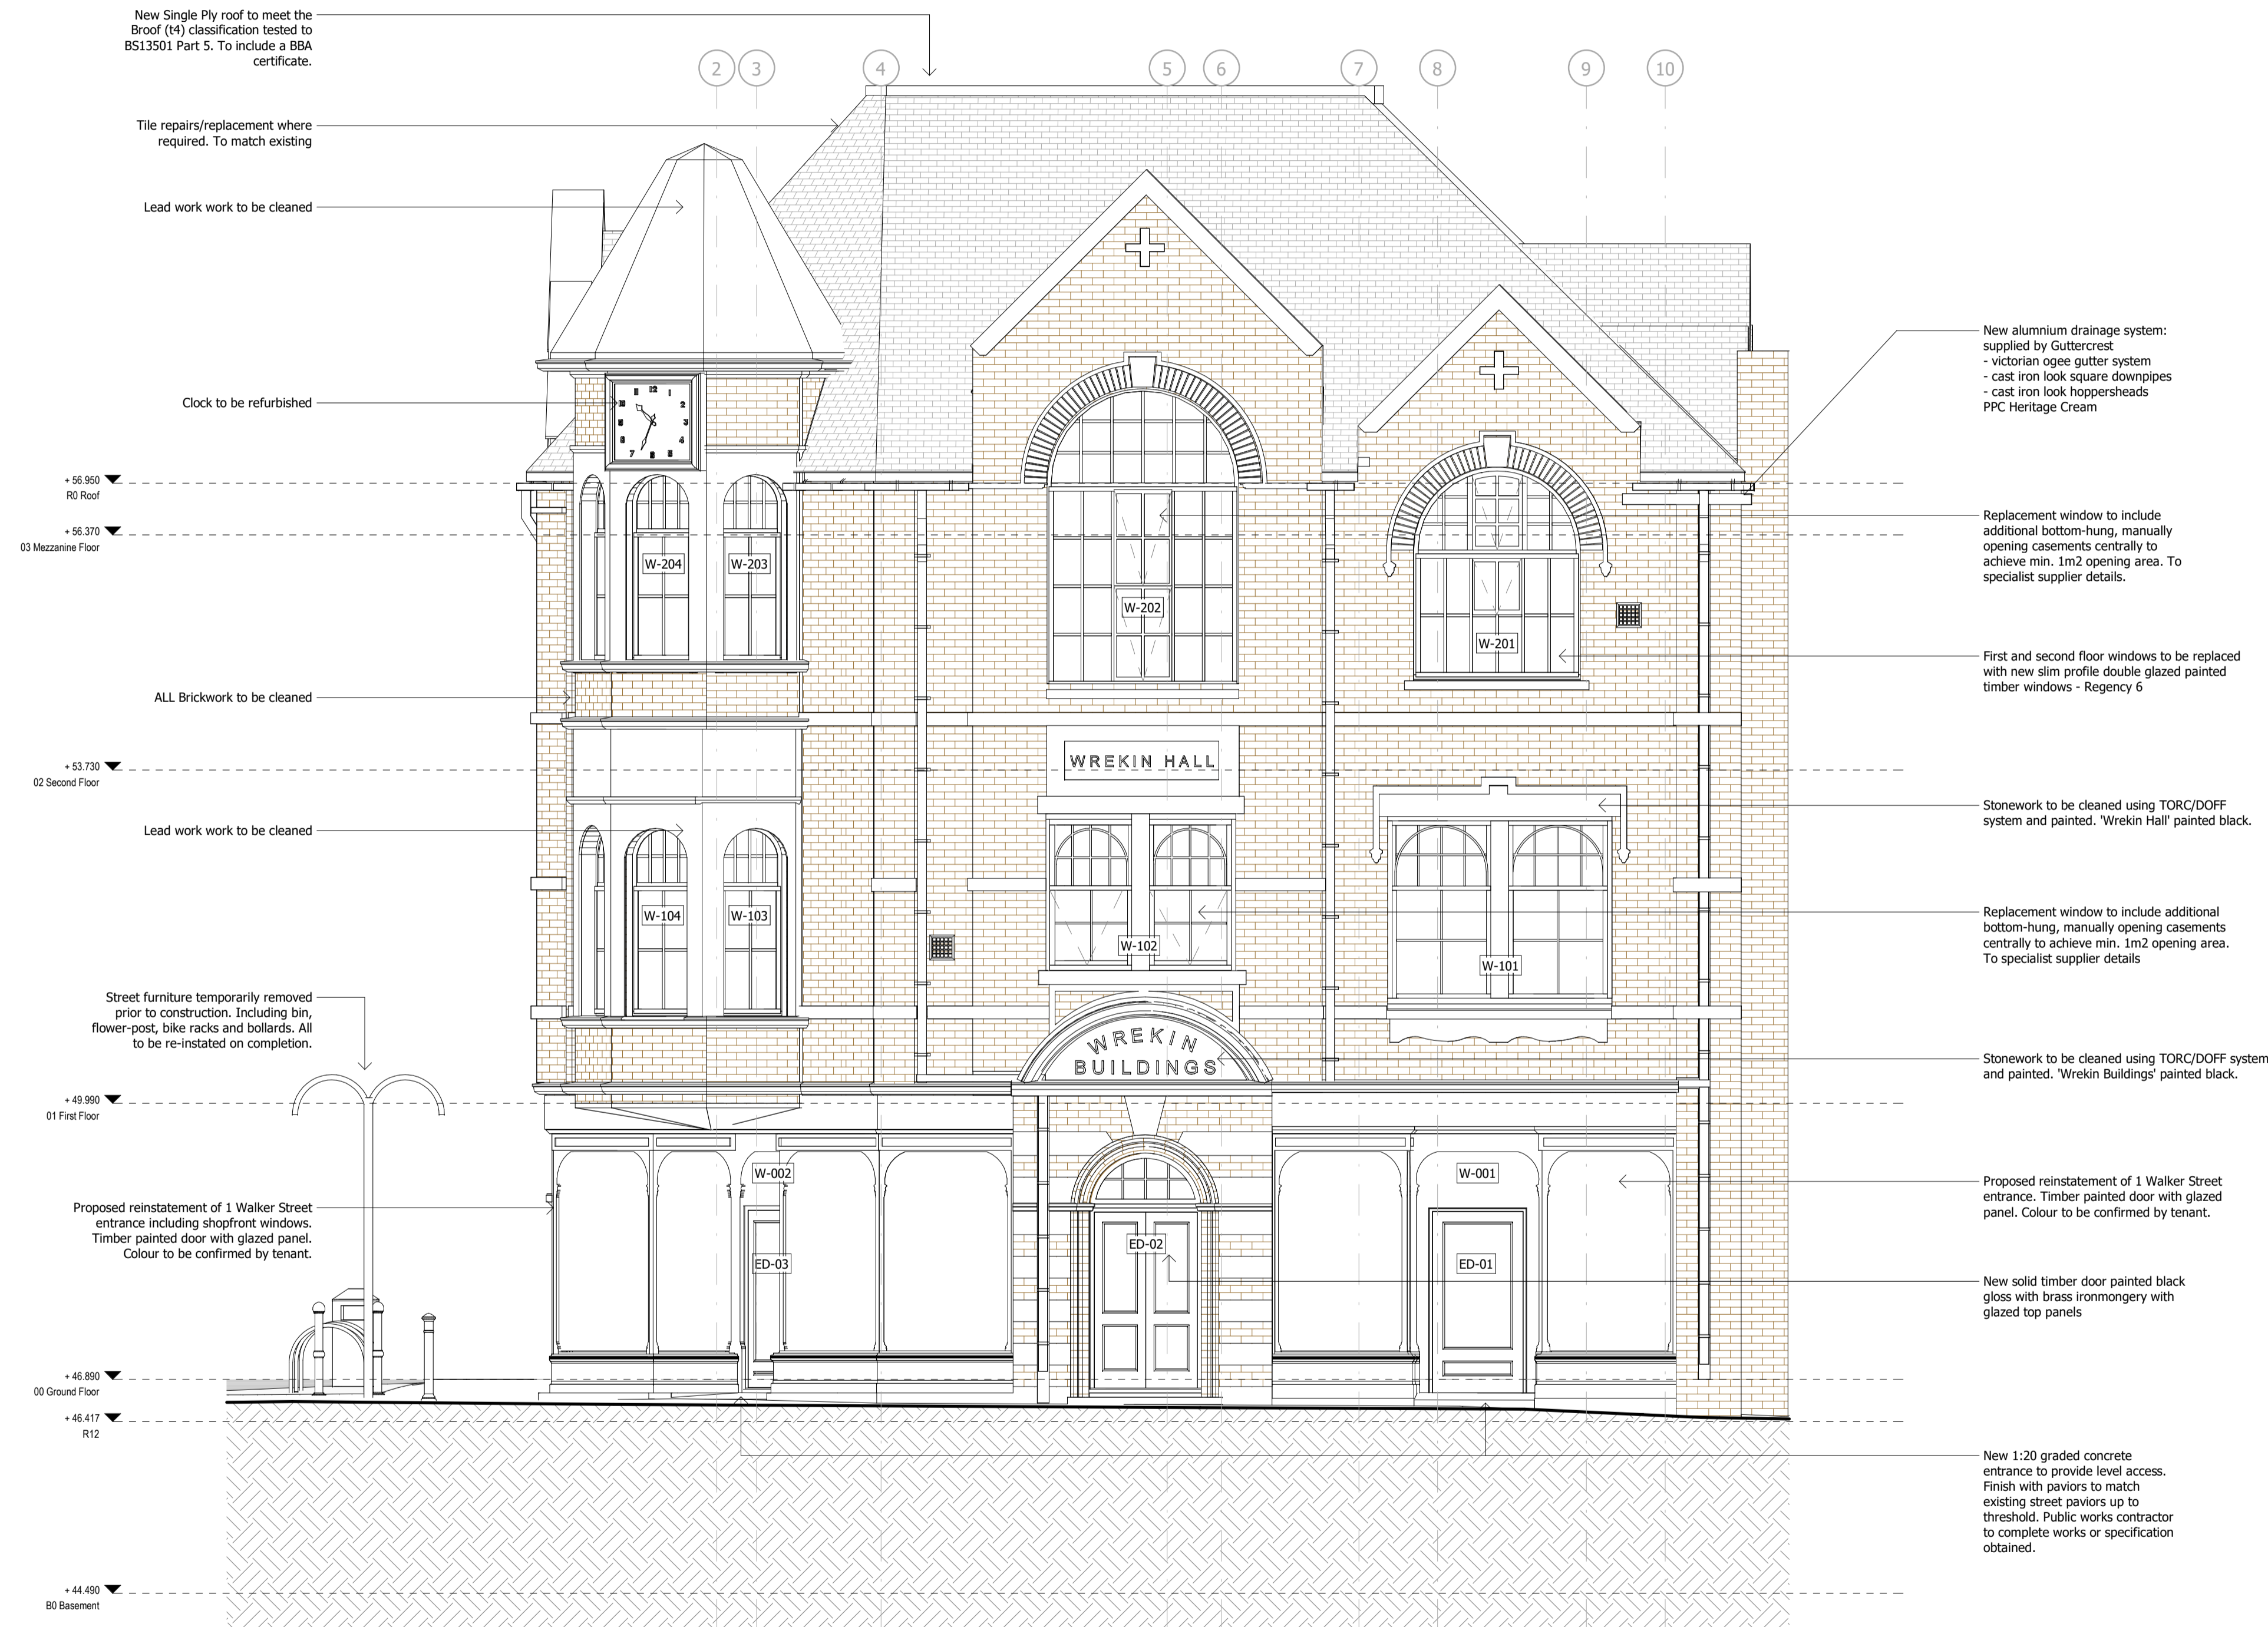 New Single Ply roof to meet the
Broof (t4) classification tested to
BS13501 Part 5. To include a BBA
certificate.
2
3
4
5
6
7
8
9
10
Tile repairs/replacement where
required. To match existing
Lead work work to be cleaned
Clock to be refurbished
12
1
2
3
4
5
6
7
+ 56.950
R0 Roof
+ 56.370
03 Mezzanine Floor
ALL Brickwork to be cleaned
+ 53.730
02 Second Floor
Lead work work to be cleaned
Street furniture temporarily removed
prior to construction. Including bin,
flower-post, bike racks and bollards. All
to be re-instated on completion.
+ 49.990
01 First Floor
Proposed reinstatement of 1 Walker Street
entrance including shopfront windows.
Timber painted door with glazed panel.
Colour to be confirmed by tenant.
+ 46.890
00 Ground Floor
+ 46.417
R12
+ 44.490
B0 Basement
W-204
W-203
W-202
W-201
WREKIN HALL
W-104
W-103
W-102
W-101
WREKIN
BUILDINGS
W-002
W-001
ED-03
ED-02
ED-01
New alumnium drainage system:
supplied by Guttercrest
- victorian ogee gutter system
- cast iron look square downpipes
- cast iron look hoppersheads
PPC Heritage Cream
Replacement window to include
additional bottom-hung, manually
opening casements centrally to
achieve min. 1m2 opening area. To
specialist supplier details.
First and second floor windows to be replaced
with new slim profile double glazed painted
timber windows - Regency 6
Stonework to be cleaned using TORC/DOFF
system and painted. 'Wrekin Hall' painted black.
Replacement window to include additional
bottom-hung, manually opening casements
centrally to achieve min. 1m2 opening area.
To specialist supplier details
Stonework to be cleaned using TORC/DOFF system
and painted. 'Wrekin Buildings' painted black.
Proposed reinstatement of 1 Walker Street
entrance. Timber painted door with glazed
panel. Colour to be confirmed by tenant.
New solid timber door painted black
gloss with brass ironmongery with
glazed top panels
New 1:20 graded concrete
entrance to provide level access.
Finish with paviors to match
existing street paviors up to
threshold. Public works contractor
to complete works or specification
obtained.